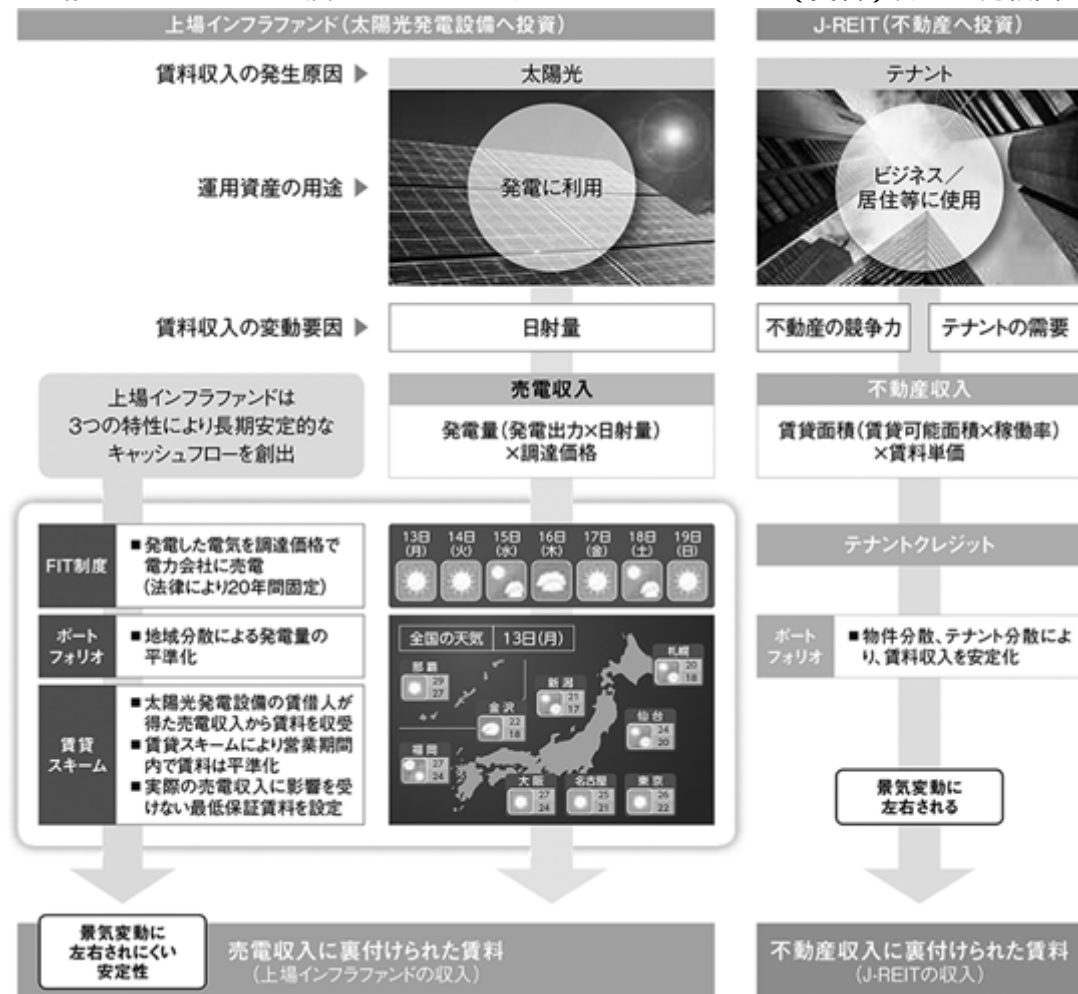 上場インフラファンド(太陽光発電設備へ投資)
J-REIT(不動産へ投資)
賃料収入の発生原因 ▶
太陽光
テナント
運用資産の用途 ▶
発電に利用
ビジネス/
居住等に使用
賃料収入の変動要因 ▶
日射量
不動産の競争力
テナントの需要
上場インフラファンドは
3つの特性により長期安定的な
キャッシュフローを創出
売電収入
発電量(発電出力×日射量)
×調達価格
不動産収入
賃貸面積(賃貸可能面積×稼働率)
×賃料単価
FIT制度
■発電した電気を調達価格で
電力会社に売電
(法律により20年間固定)
ポート
フォリオ
■地域分散による発電量の
平準化
賃貸
スキーム
■太陽光発電設備の賃借人が
得た売電収入から賃料を収受
■賃貸スキームにより営業期間
内で賃料は平準化
■実際の売電収入に影響を受
けない最低保証賃料を設定
13日 14日 15日 16日 17日 18日 19日
(月) (火) (水) (木) (金) (土) (日)
全国の天気 13日(月)
札幌
20
18
那覇
29
27
新潟
21
17
金沢
22
18
仙台
24
20
福岡
27
24
大阪
27
24
名古屋
25
21
東京
26
22
テナントクレジット
ポート
フォリオ
■物件分散、テナント分散によ
り、賃料収入を安定化
景気変動に
左右される
景気変動に
左右されにくい
安定性
売電収入に裏付けられた賃料
(上場インフラファンドの収入)
不動産収入に裏付けられた賃料
(J-REITの収入)